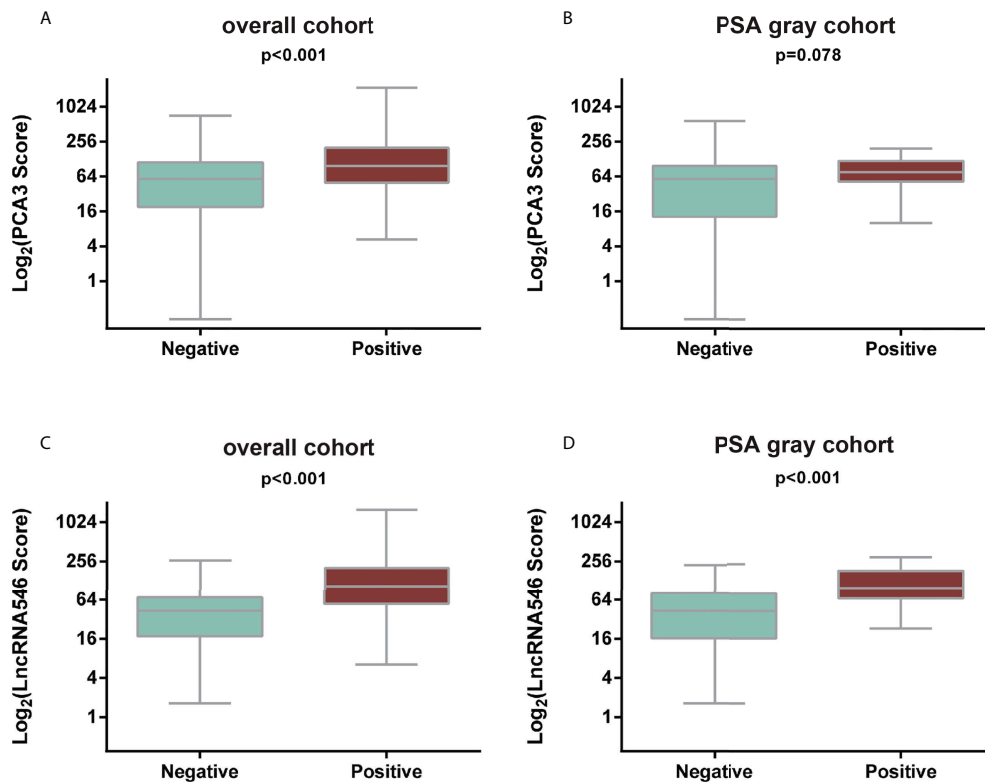 A
overall cohort
p<0.001
Log2(PCA3 Score)
1024
256
64
16
4
1
Negative
Positive
B
PSA gray cohort
p=0.078
Log2(PCA3 Score)
1024
256
64
16
4
1
Negative
Positive
C
overall cohort
p<0.001
Log2(LncRNA546 Score)
1024
256
64
16
4
1
Negative
Positive
D
PSA gray cohort
p<0.001
Log2(LncRNA546 Score)
1024
256
64
16
4
1
Negative
Positive